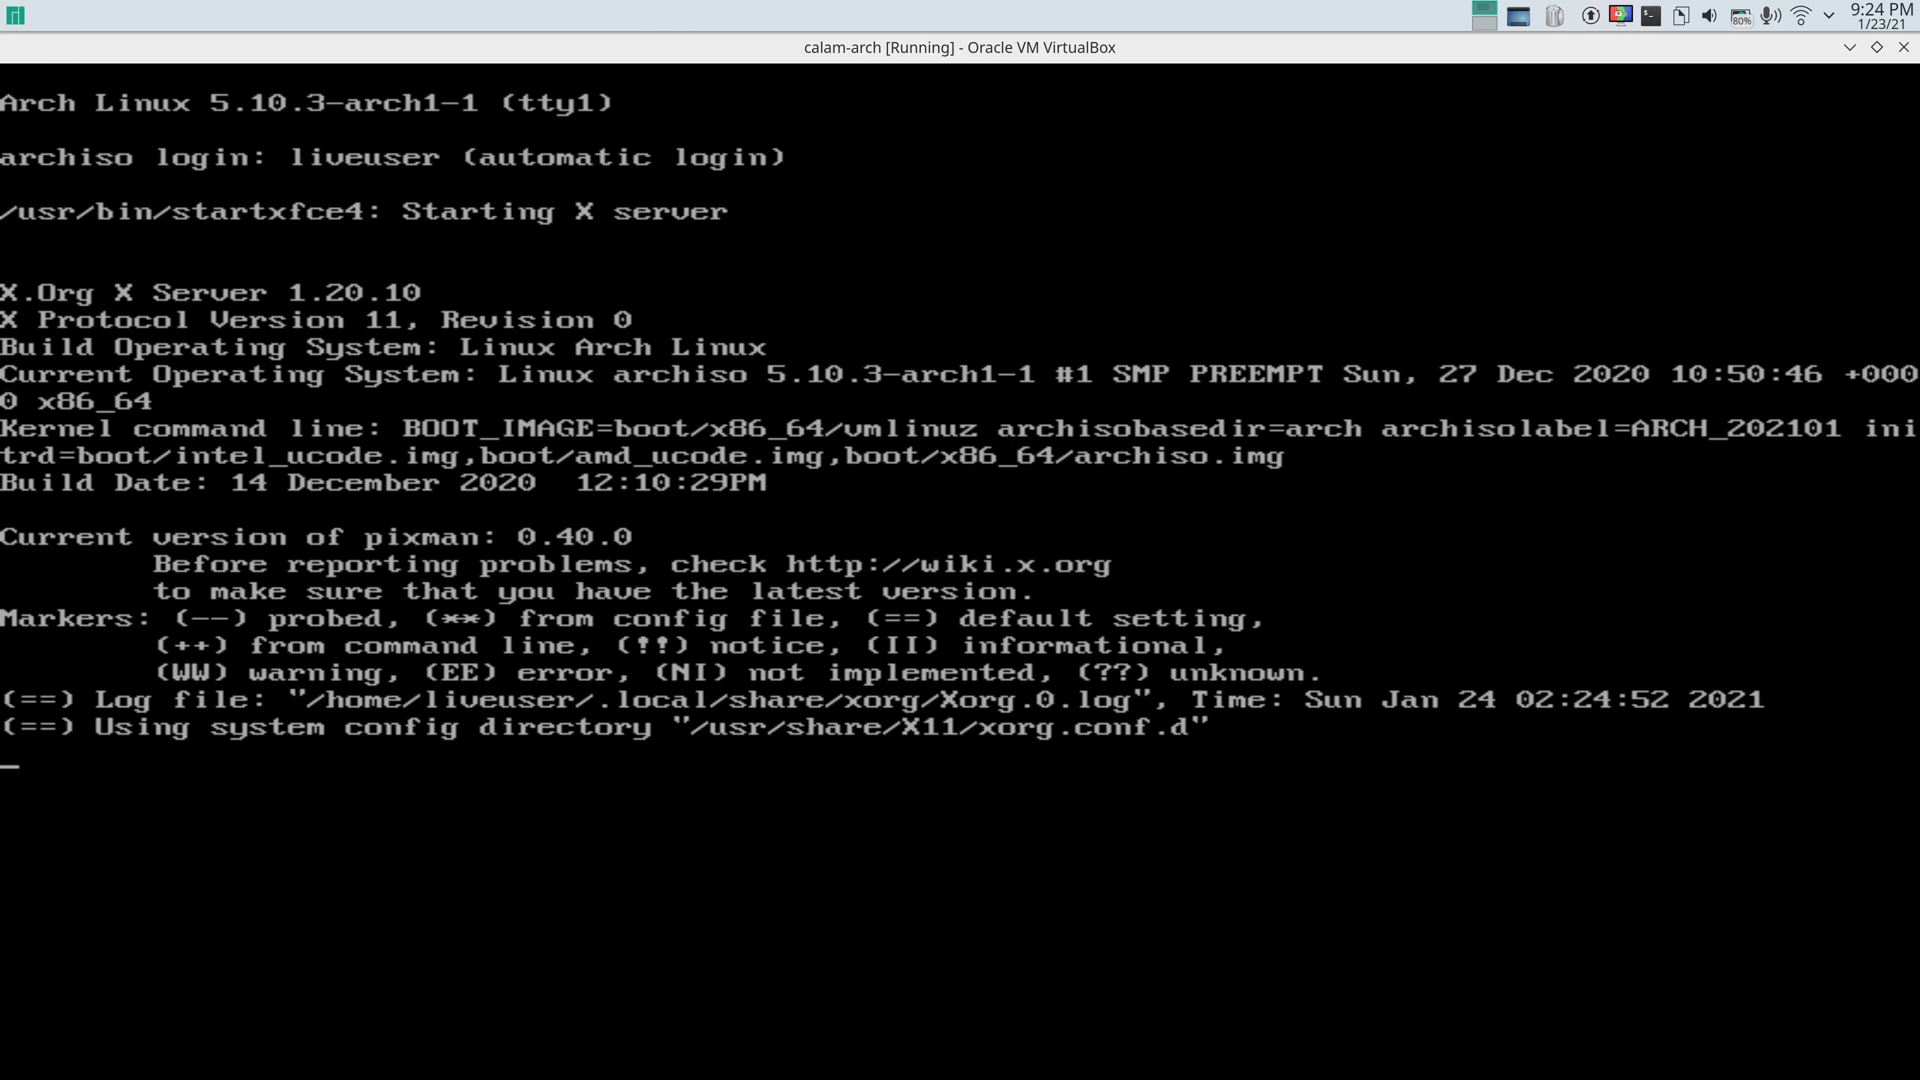 9:24 PM
80%
1/23/21
calam-arch [Running] - Oracle VM VirtualBox
Arch Linux 5.10.3-arch1-1 (tty1)
archiso login: liveuser (automatic login)
/usr/bin/startxfce4: Starting X server
X.Org X Server 1.20.10
X Protocol Version 11, Revision 0
Build Operating System: Linux Arch Linux
Current Operating System: Linux archiso 5.10.3-arch1-1 #1 SMP PREEMPT Sun, 27 Dec 2020 10:50:46 +000
0 x86_64
Kernel command line: BOOT_IMAGE=boot/x86_64/vmlinuz archisobasedir=arch archisolabel=ARCH_202101 ini
trd=boot/intel_ucode.img,boot/amd_ucode.img,boot/x86_64/archiso.img
Build Date: 14 December 2020  12:10:29PM
Current version of pixman: 0.40.0
Before reporting problems, check http://wiki.x.org
to make sure that you have the latest version.
Markers: (--) probed, (**) from config file, (==) default setting,
(++) from command line, (!!) notice, (II) informational,
(WW) warning, (EE) error, (NI) not implemented, (??) unknown.
(==) Log file: "/home/liveuser/.local/share/xorg/Xorg.0.log", Time: Sun Jan 24 02:24:52 2021
(==) Using system config directory "/usr/share/X11/xorg.conf.d"